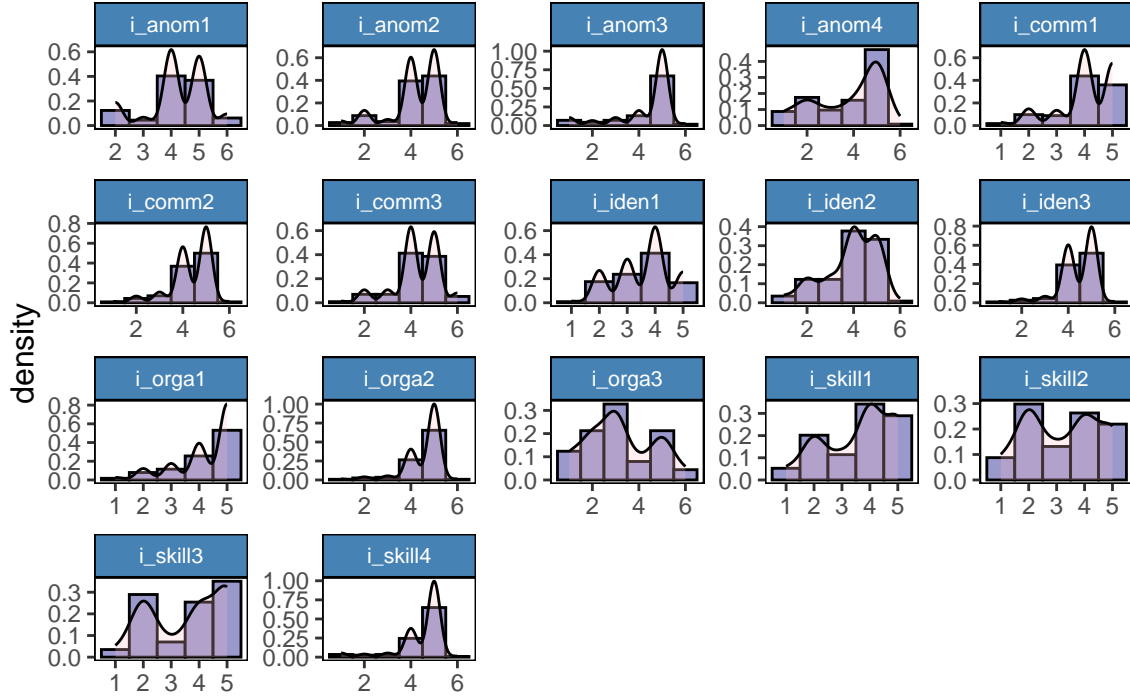 i_anom1 i_anom2 i_anom3 i_anom4 i_comm1
0.6 0.6 1.00 0.4 0.6
0.4 0.4 0.75 0.3 0.4
0.2 0.2 0.50 0.2 0.2
0.0 0.0 0.25 0.1 0.0
0.00 0.0
2 3 4 5 6 2 4 6 2 4 6 2 4 6 1 2 3 4 5
i_comm2 i_comm3 i_iden1 i_iden2 i_iden3
0.8 0.6 0.6 0.4 0.8
0.6 0.4 0.4 0.3 0.6
0.4 0.2 0.2 0.2 0.4
0.2 0.0 0.0 0.1 0.2
0.0 0.0 0.0
2 4 6 2 4 6 1 2 3 4 5 2 4 6 2 4 6
density
i_orga1 i_orga2 i_orga3 i_skill1 i_skill2
0.8 1.00 0.3 0.3 0.3
0.6 0.75 0.2 0.2 0.2
0.4 0.50 0.1 0.1 0.1
0.2 0.25 0.0 0.0 0.0
0.0 0.00
1 2 3 4 5 2 4 6 2 4 6 1 2 3 4 5 1 2 3 4 5
i_skill3 i_skill4
0.3 1.00
0.2 0.75
0.1 0.50
0.0 0.25
0.00
1 2 3 4 5 2 4 6